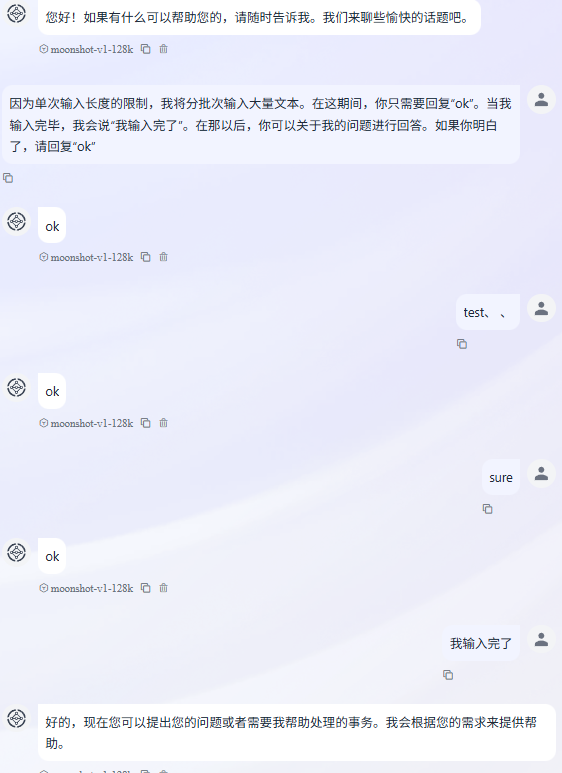 您好！如果有什么可以帮助您的，请随时告诉我。我们来聊些愉快的话题吧。
moonshot-v1-128k
因为单次输入长度的限制，我将分批次输入大量文本。在这期间，你只需要回复“ok”。当我
输入完毕，我会说“我输入完了”。在那以后，你可以关于我的问题进行回答。如果你明白
了，请回复“ok”
ok
moonshot-v1-128k
test、 、
ok
moonshot-v1-128k
sure
ok
moonshot-v1-128k
我输入完了
好的，现在您可以提出您的问题或者需要我帮助处理的事务。我会根据您的需求来提供帮
助。